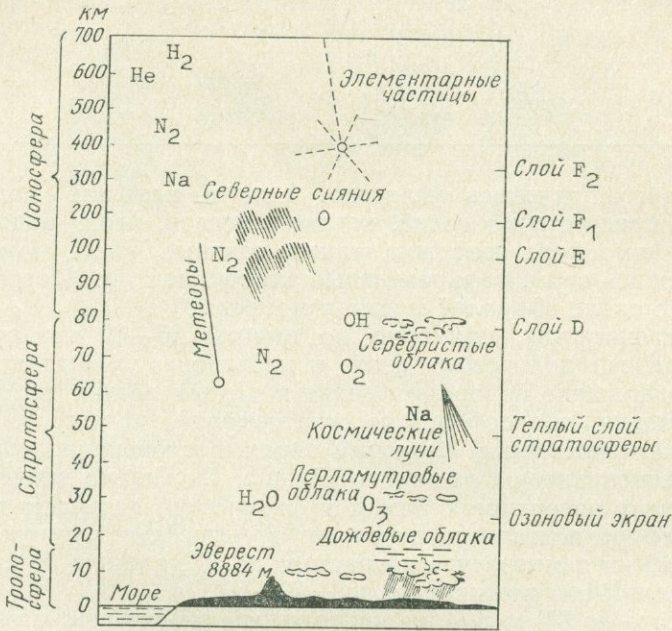 км
700
600
500
400
300
200
100
90
80
70
60
50
40
30
20
10
0
Ионосфера
Стратосфера
Тропо-
сфера
H2
He
Элементарные
частицы
N2
Na
Северные сияния
O
N2
Метеоры
OH
Серебристые
облака
N2
O2
Na
Космические
лучи
Перламутровые
облака
H2O
O3
Дождевые облака
Эверест
8884 м
Море
Слой F2
Слой F1
Слой E
Слой D
Теплый слой
стратосферы
Озоновый экран